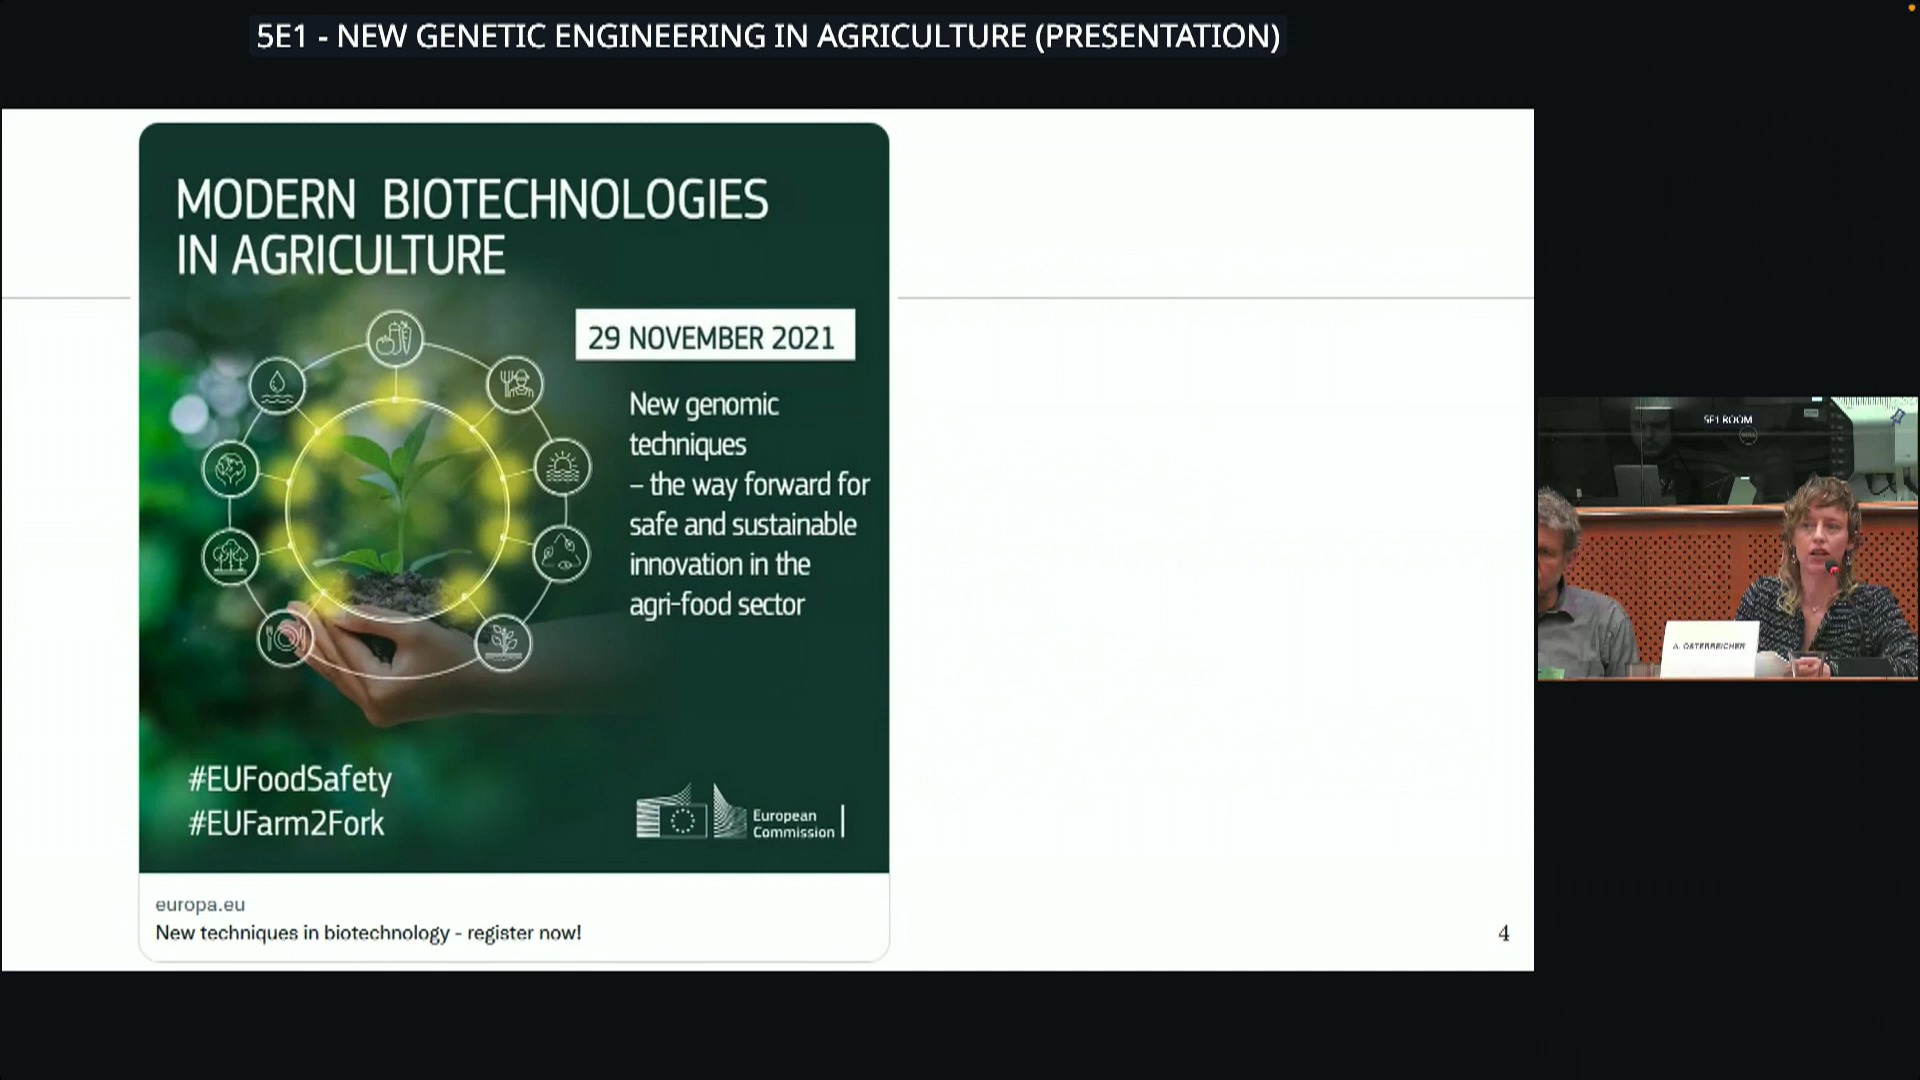 5E1 - NEW GENETIC ENGINEERING IN AGRICULTURE (PRESENTATION)
MODERN BIOTECHNOLOGIES
IN AGRICULTURE
29 NOVEMBER 2021
New genomic
techniques
– the way forward for
safe and sustainable
innovation in the
agri-food sector
#EUFoodSafety
#EUFarm2Fork
European
Commission
europa.eu
New techniques in biotechnology - register now!
4
5E1 ROOM
A. OSTERREICHER